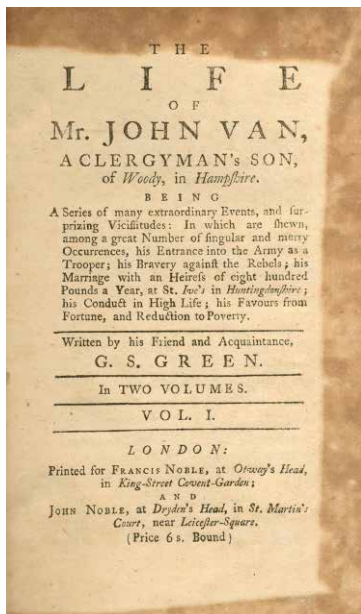 THE
LIFE
OF
Mr. JOHN VAN,
A CLERGYMAN's SON,
of Woody, in Hampſhire.
BEING
A Series of many extraordinary Events, and ſur-
prizing Viciſſitudes: In which are ſhewn,
among a great Number of ſingular and merry
Occurrences, his Entrance into the Army as a
Trooper; his Bravery againſt the Rebels; his
Marriage with an Heireſs of eight hundred
Pounds a Year, at St. Ive's in Huntingdonſhire;
his Conduct in High Life; his Favours from
Fortune, and Reduction to Poverty.
Written by his Friend and Acquaintance,
G. S. GREEN.
In TWO VOLUMES.
VOL. I.
LONDON:
Printed for FRANCIS NOBLE, at Otway's Head,
in King-Street Covent-Garden;
AND
JOHN NOBLE, at Dryden's Head, in St. Martin's
Court, near Leiceſter-Square.
(Price 6 s. Bound)